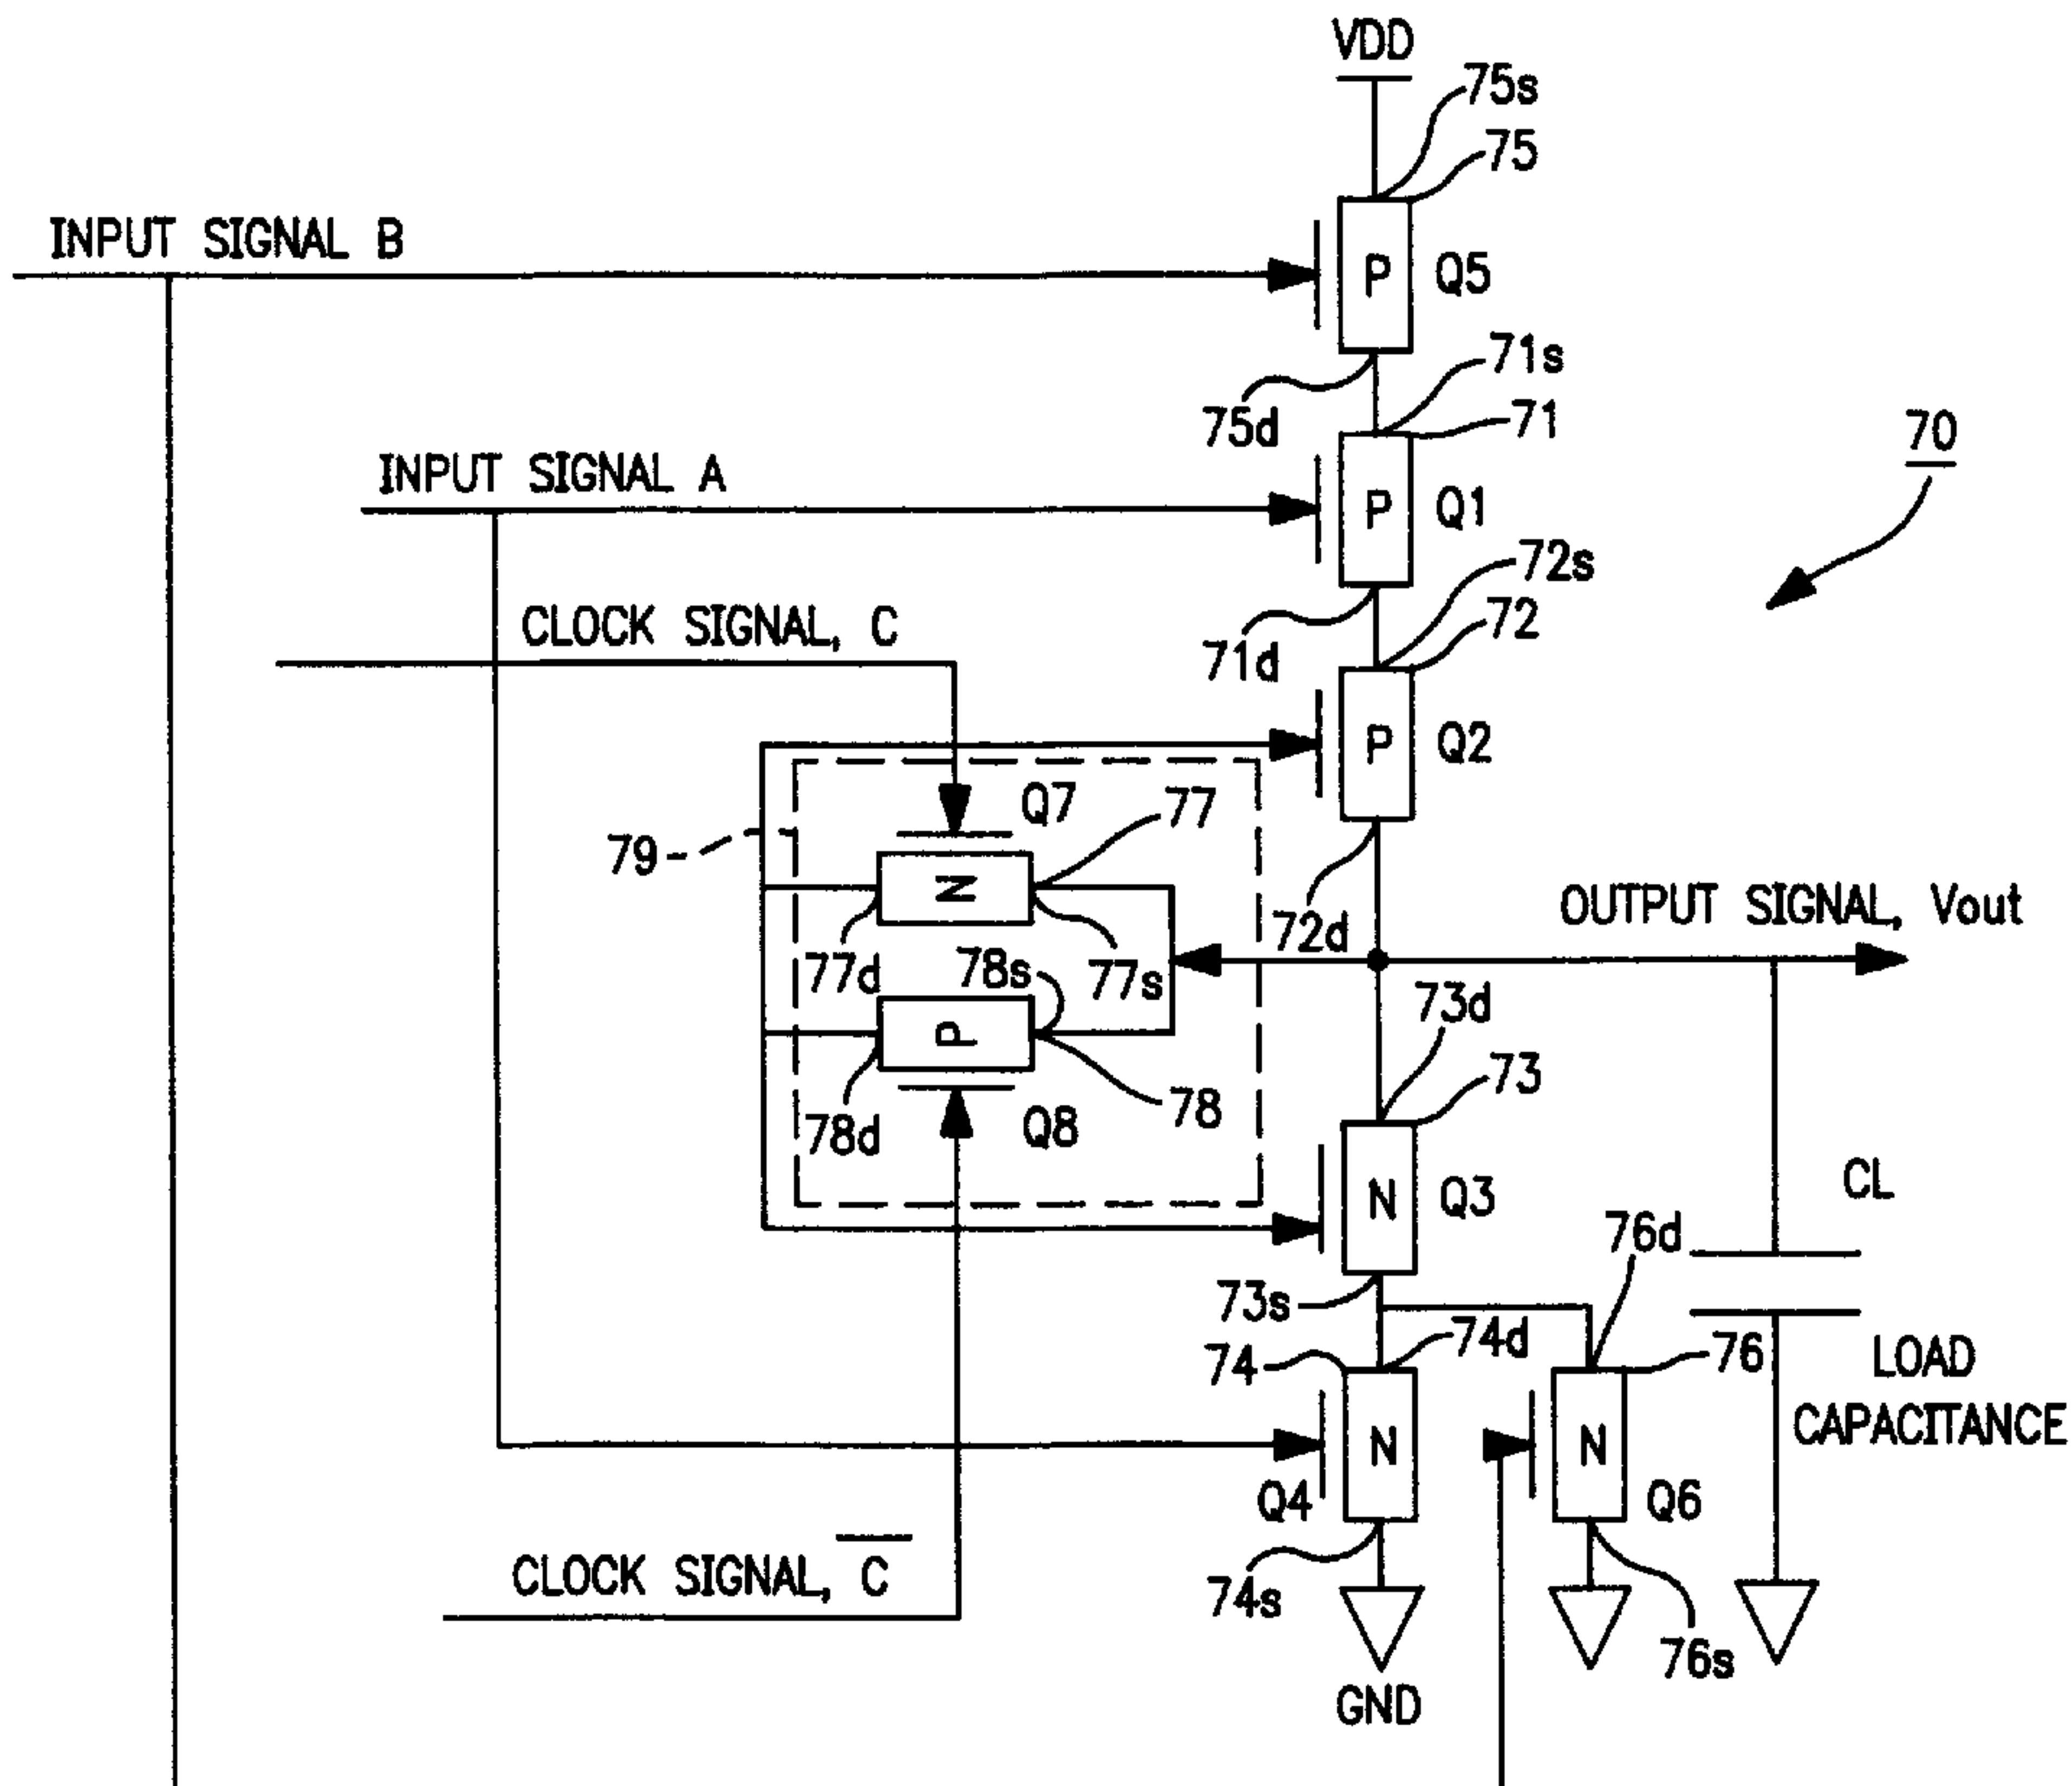 VDD
75s
75
INPUT SIGNAL B
P
Q5
71s
75d
71
70
INPUT SIGNAL A
P
Q1
72s
72
CLOCK SIGNAL, C
71d
P
Q2
Q7
77
79
N
OUTPUT SIGNAL, Vout
72d
77d
78s
77s
73d
P
73
78
78d
Q8
CL
N
Q3
76d
73s
74d
74
76
LOAD
CAPACITANCE
N
N
Q4
Q6
CLOCK SIGNAL, C̅
74s
76s
GND